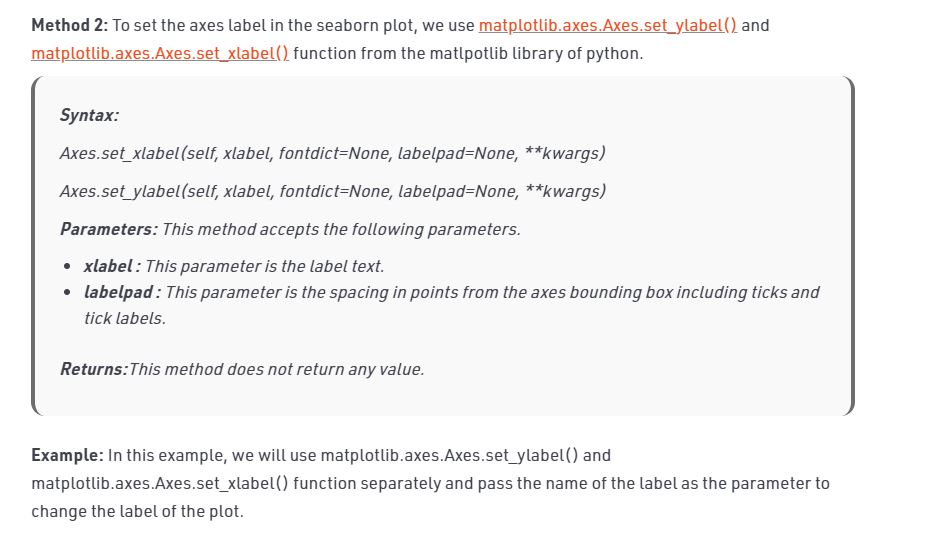 Method 2: To set the axes label in the seaborn plot, we use matplotlib.axes.Axes.set_ylabel() and
matplotlib.axes.Axes.set_xlabel() function from the matlpotlib library of python.
Syntax:
Axes.set_xlabel(self, xlabel, fontdict=None, labelpad=None, **kwargs)
Axes.set_ylabel(self, xlabel, fontdict=None, labelpad=None, **kwargs)
Parameters: This method accepts the following parameters.
• xlabel : This parameter is the label text.
• labelpad : This parameter is the spacing in points from the axes bounding box including ticks and
tick labels.
Returns:This method does not return any value.
Example: In this example, we will use matplotlib.axes.Axes.set_ylabel() and
matplotlib.axes.Axes.set_xlabel() function separately and pass the name of the label as the parameter to
change the label of the plot.